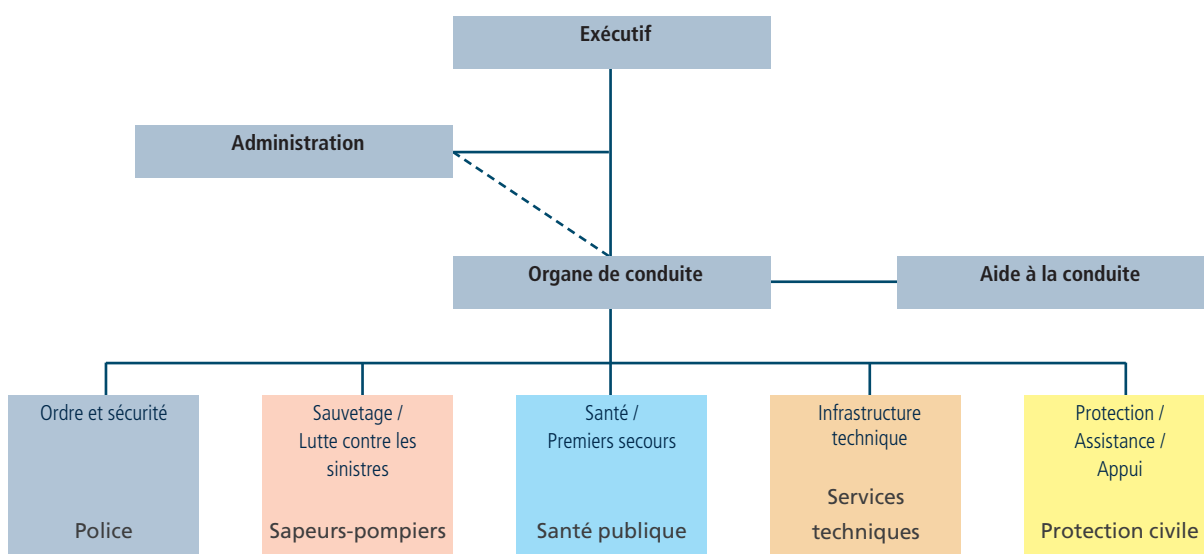 Exécutif
Administration
Organe de conduite
Aide à la conduite
Ordre et sécurité
Police
Sauvetage /
Lutte contre les
sinistres
Sapeurs-pompiers
Santé /
Premiers secours
Santé publique
Infrastructure
technique
Services
techniques
Protection /
Assistance /
Appui
Protection civile